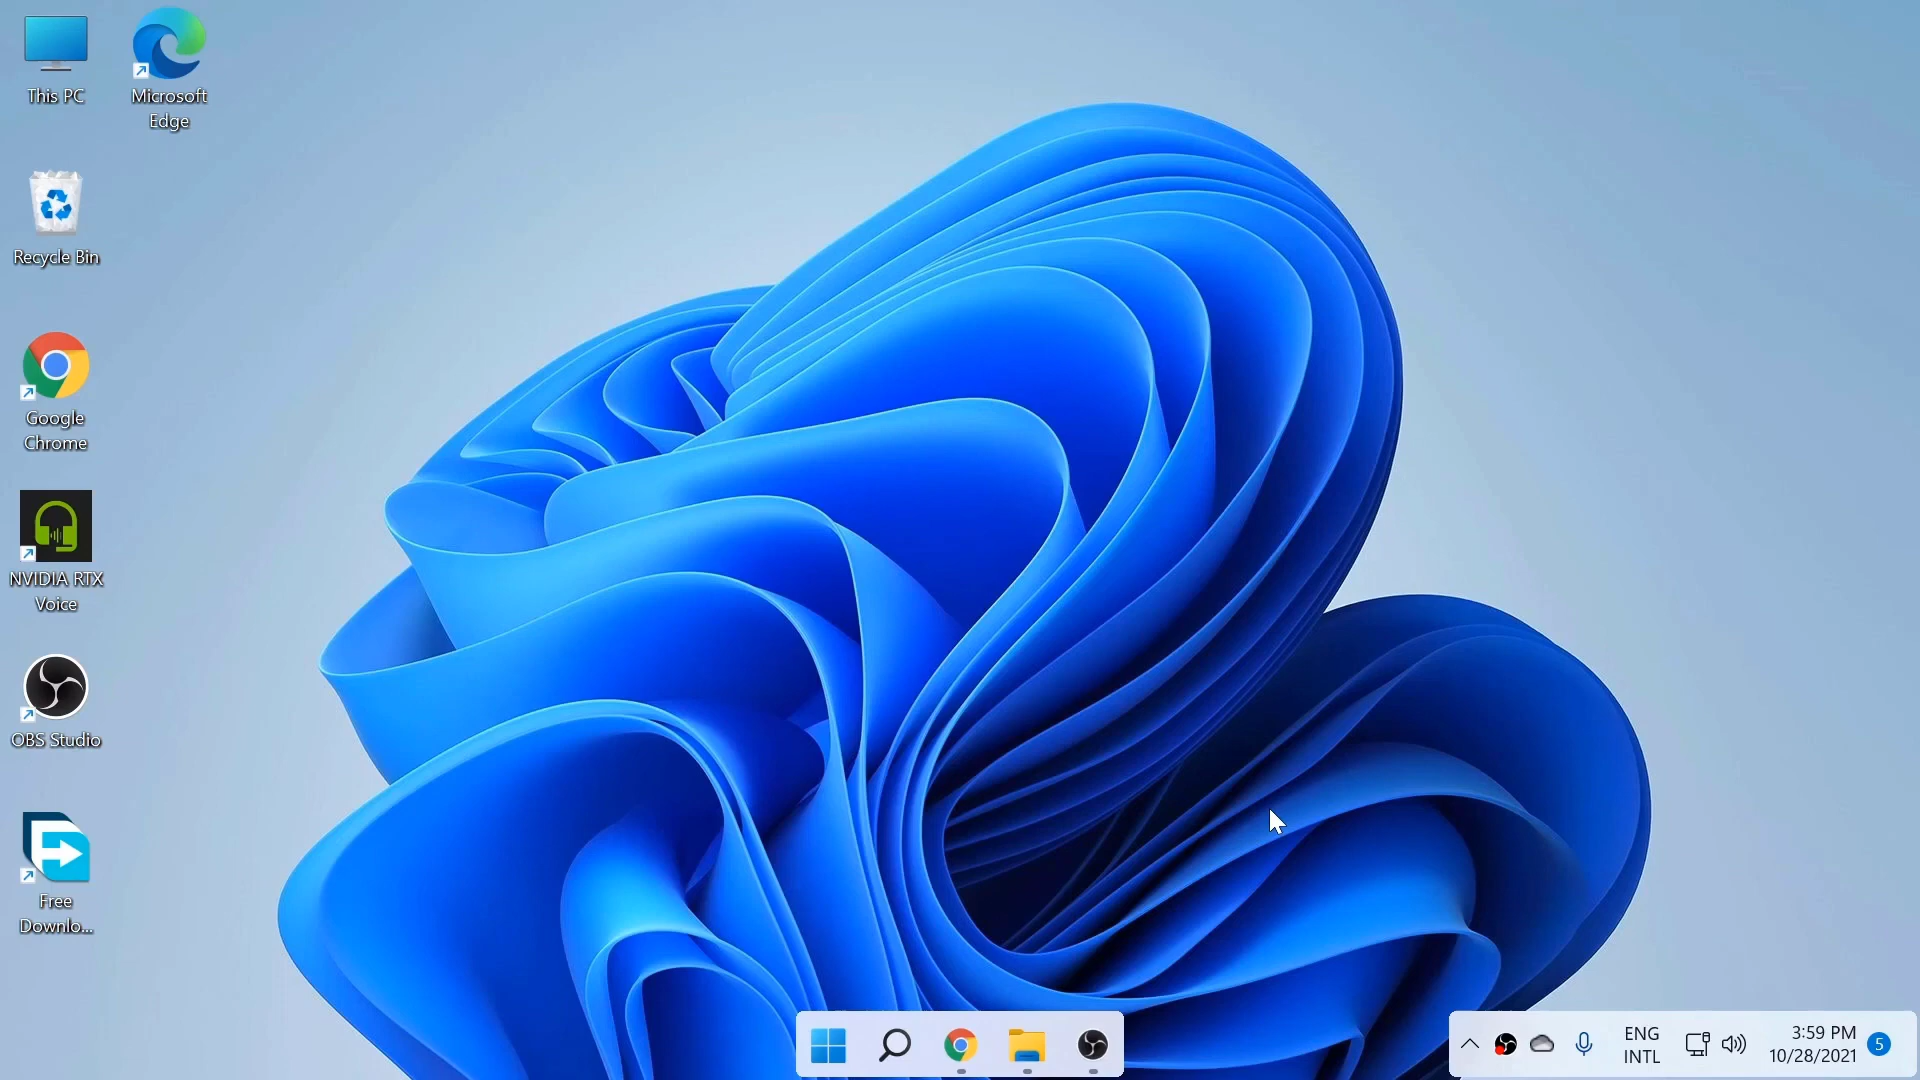 This PC
Microsoft
Edge
Recycle Bin
Google
Chrome
NVIDIA RTX
Voice
OBS Studio
Free
Downlo...
ENG
INTL
3:59 PM
10/28/2021
5